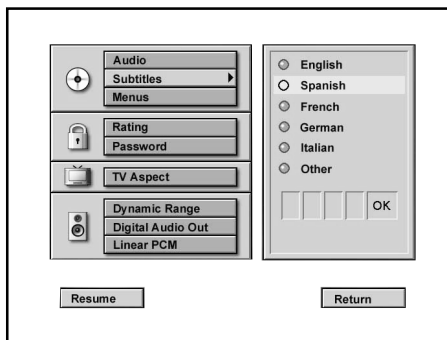 Audio
Subtitles
Menus
Rating
Password
TV Aspect
Dynamic Range
Digital Audio Out
Linear PCM
English
Spanish
French
German
Italian
Other
OK
Resume
Return